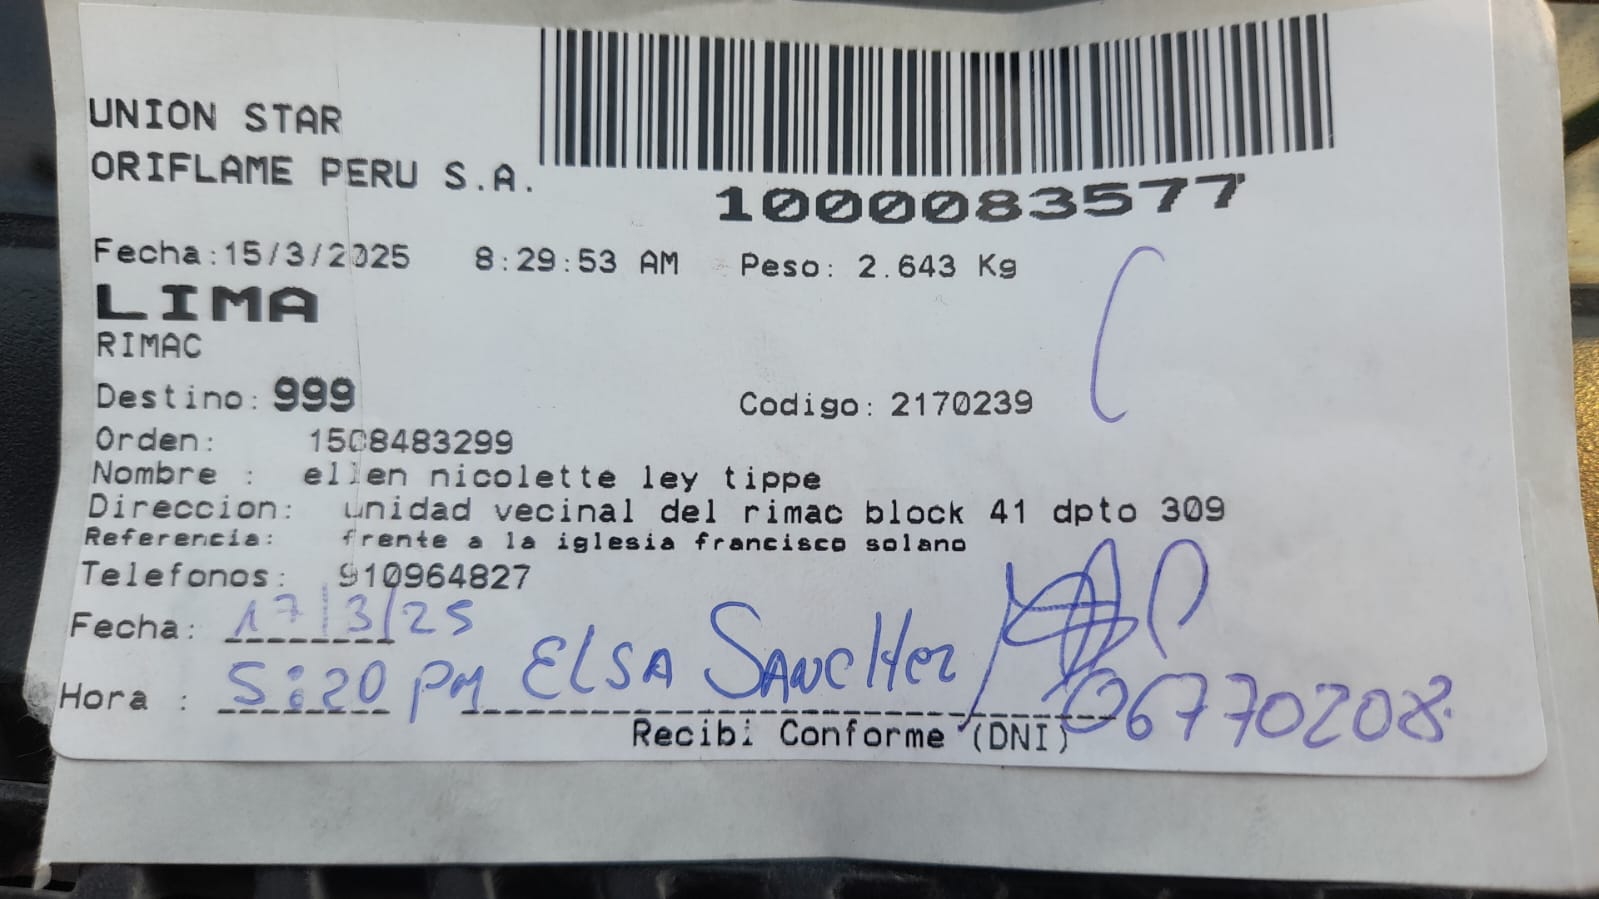 UNION STAR
ORIFLAME PERU S.A.
1000083577
Fecha:15/3/2025 8:29:53 AM Peso: 2.643 Kg
LIMA
RIMAC
Destino: 999 Codigo: 2170239
Orden: 1508483299
Nombre : ellen nicolette ley tippe
Direccion: unidad vecinal del rimac block 41 dpto 309
Referencia: frente a la iglesia francisco solano
Telefonos: 910964827
Fecha: 17/3/25
Hora : 5:20 PM ELSA SANCHEZ 06770208
Recibi Conforme (DNI)